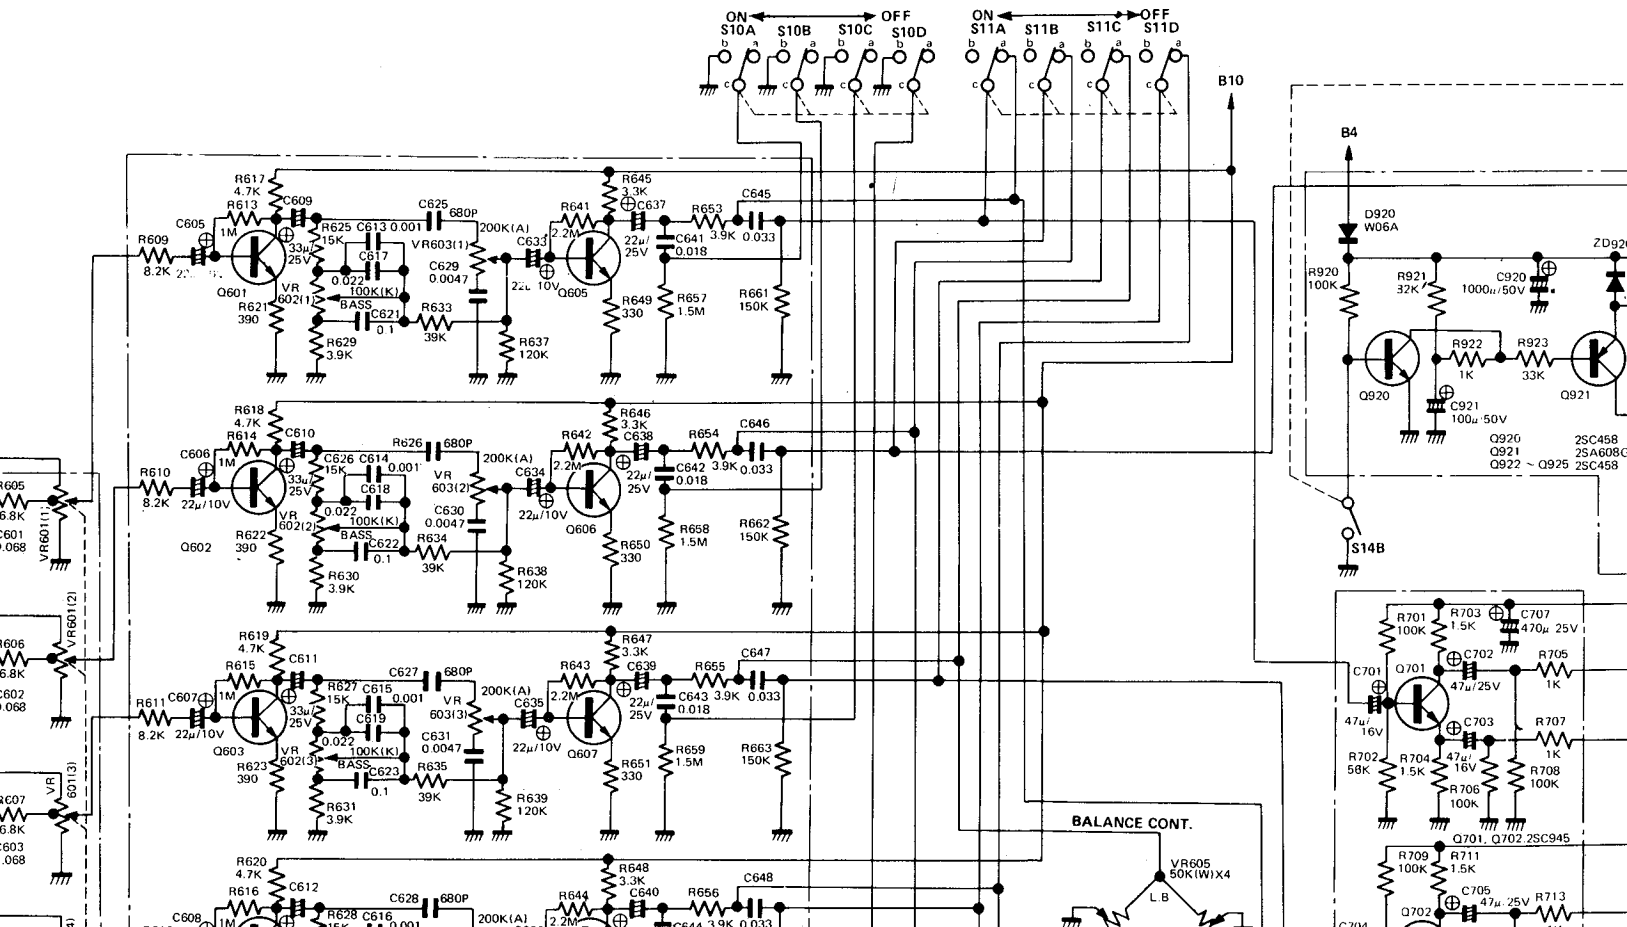 ON OFF
S10A S10B S10C S10D
b a b a b a b a
c c c c
ON OFF
S11A S11B S11C S11D
b a b a b a b a
c c c c
B10
B4
D920
W06A
R920
100K
R921
32K
C920
1000μ/50V
R922
1K
R923
33K
Q920
Q921
C921
100μ/50V
Q920 2SC458
Q921
Q922 ~ Q925 2SC458
S14B
R617
4.7K
R613
1M
C609
33μ/
25V
C605
R609
8.2K
Q601
R621
390
R625
15K
C613 0.001
C617
0.022
VR
602(1)
100K(K)
BASS
C621
0.1
R629
3.9K
R633
39K
C625
680P
VR603(1)
200K(A)
C629
0.0047
R637
120K
C633
10V
Q605
R641
2.2M
R645
3.3K
C637
22μ/
25V
C641
0.018
R649
330
R657
1.5M
R653
3.9K
C645
0.033
R661
150K
R618
4.7K
R614
1M
C610
33μ/
25V
C606
22μ/10V
R610
8.2K
Q602
R622
390
R626
C626
15K
C614
0.001
C618
0.022
VR
602(2)
100K(K)
BASS
C622
0.1
R630
3.9K
R634
39K
680P
VR
603(2)
200K(A)
C630
0.0047
R638
120K
C634
22μ/10V
Q606
R642
2.2M
R646
3.3K
C638
22μ/
25V
C642
0.018
R650
330
R658
1.5M
R654
3.9K
C646
0.033
R662
150K
R605
6.8K
C601
0.068
VR601(1)
R606
6.8K
C602
0.068
VR601(2)
R607
6.8K
C603
.068
VR
601(3)
R619
4.7K
R615
1M
C611
33μ/
25V
C607
22μ/10V
R611
8.2K
Q603
R623
390
R627
15K
C615
0.001
C619
0.022
VR
602(3)
100K(K)
BASS
C623
0.1
R631
3.9K
R635
39K
C627
680P
VR
603(3)
200K(A)
C631
0.0047
R639
120K
C635
22μ/10V
Q607
R643
2.2M
R647
3.3K
C639
22μ/
25V
C643
0.018
R651
330
R659
1.5M
R655
3.9K
C647
0.033
R663
150K
R620
4.7K
R616
1M
C612
C608
R628
15K
C616
0.001
C628
680P
200K(A)
R644
2.2M
R648
3.3K
C640
C644
R656
3.9K
C648
0.033
BALANCE CONT.
VR605
50K(W)X4
L.B
R701
100K
R703
1.5K
C707
470μ 25V
C702
47μ/25V
R705
1K
C701
47μ/
16V
Q701
C703
47μ/
16V
R707
1K
R702
56K
R704
1.5K
R706
100K
R708
100K
Q701, Q702.2SC945
R709
100K
R711
1.5K
C705
47μ 25V
R713
Q702
C704